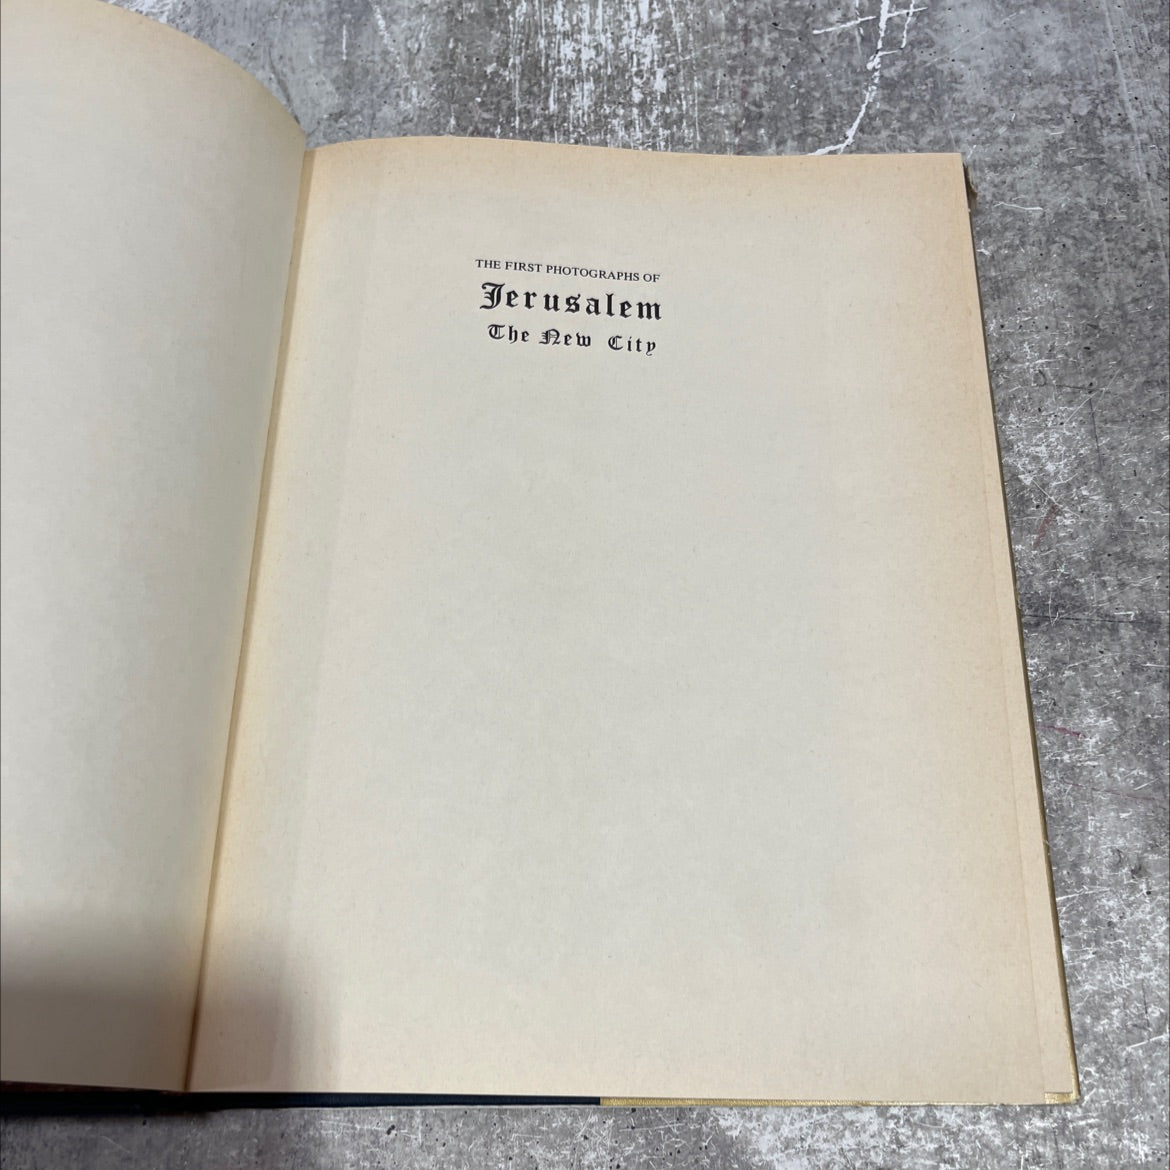 THE FIRST PHOTOGRAPHS OF
Jerusalem
The New City